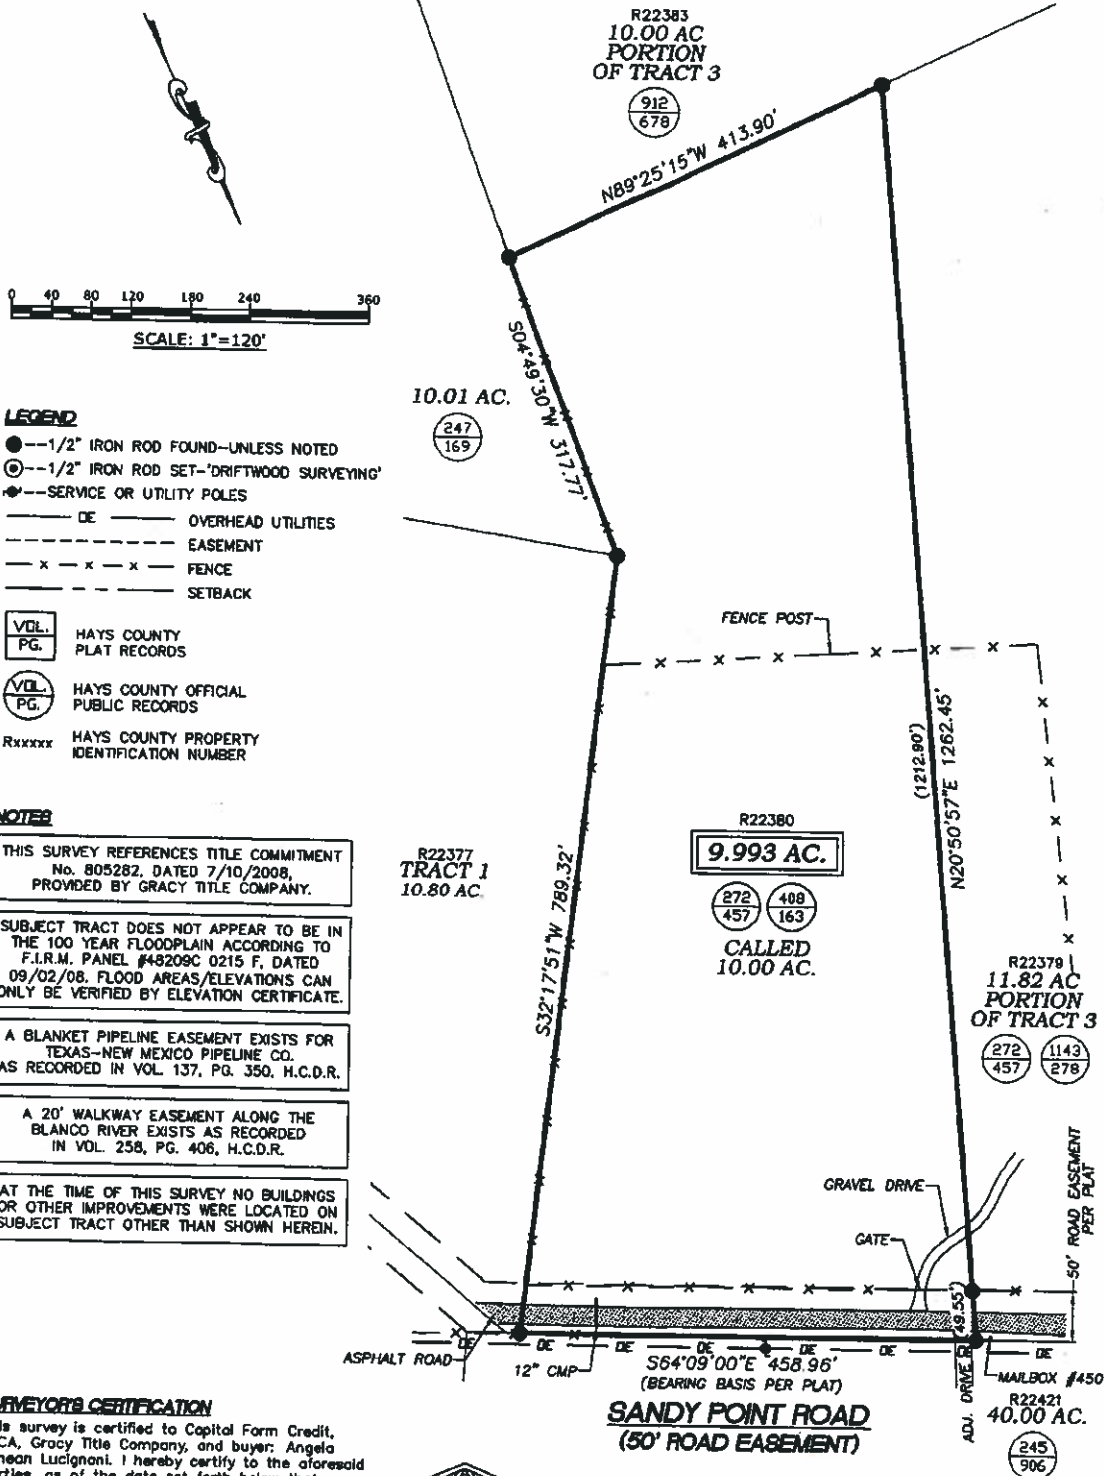 R22383
10.00 AC
PORTION
OF TRACT 3
912
678
N89°25'15"W 413.90'
0 40 80 120 180 240 360
SCALE: 1"=120'
S04°49'30"W 317.77'
10.01 AC.
247
169
LEGEND
--1/2" IRON ROD FOUND-UNLESS NOTED
--1/2" IRON ROD SET-'DRIFTWOOD SURVEYING'
--SERVICE OR UTILITY POLES
OE OVERHEAD UTILITIES
EASEMENT
x x x FENCE
SETBACK
VOL.
PG.
HAYS COUNTY
PLAT RECORDS
VOL.
PG.
HAYS COUNTY OFFICIAL
PUBLIC RECORDS
Rxxxxx HAYS COUNTY PROPERTY
IDENTIFICATION NUMBER
FENCE POST
(1212.90')
N20°50'57"E 1262.45'
NOTES
THIS SURVEY REFERENCES TITLE COMMITMENT
No. 805282, DATED 7/10/2008,
PROVIDED BY GRACY TITLE COMPANY.
SUBJECT TRACT DOES NOT APPEAR TO BE IN
THE 100 YEAR FLOODPLAIN ACCORDING TO
F.I.R.M. PANEL #48209C 0215 F, DATED
09/02/08. FLOOD AREAS/ELEVATIONS CAN
ONLY BE VERIFIED BY ELEVATION CERTIFICATE.
A BLANKET PIPELINE EASEMENT EXISTS FOR
TEXAS-NEW MEXICO PIPELINE CO.
AS RECORDED IN VOL. 137, PG. 350, H.C.D.R.
A 20' WALKWAY EASEMENT ALONG THE
BLANCO RIVER EXISTS AS RECORDED
IN VOL. 258, PG. 406, H.C.D.R.
AT THE TIME OF THIS SURVEY NO BUILDINGS
OR OTHER IMPROVEMENTS WERE LOCATED ON
SUBJECT TRACT OTHER THAN SHOWN HEREIN.
R22377
TRACT 1
10.80 AC.
S32°17'51"W 789.32'
R22380
9.993 AC.
272
457
408
163
CALLED
10.00 AC.
R22379
11.82 AC
PORTION
OF TRACT 3
272
457
1143
278
50' ROAD EASEMENT
PER PLAT
GRAVEL DRIVE
GATE
(49.55')
ASPHALT ROAD
12" CMP
OE OE OE OE OE OE OE OE
S64°09'00"E 458.96'
(BEARING BASIS PER PLAT)
SANDY POINT ROAD
(50' ROAD EASEMENT)
ADJ. DRIVE
MAILBOX #450
R22421
40.00 AC.
245
906
RVEYOR'S CERTIFICATION
is survey is certified to Capital Form Credit,
CA, Gracy Title Company, and buyer: Angela
nean Lucignani. I hereby certify to the aforesaid